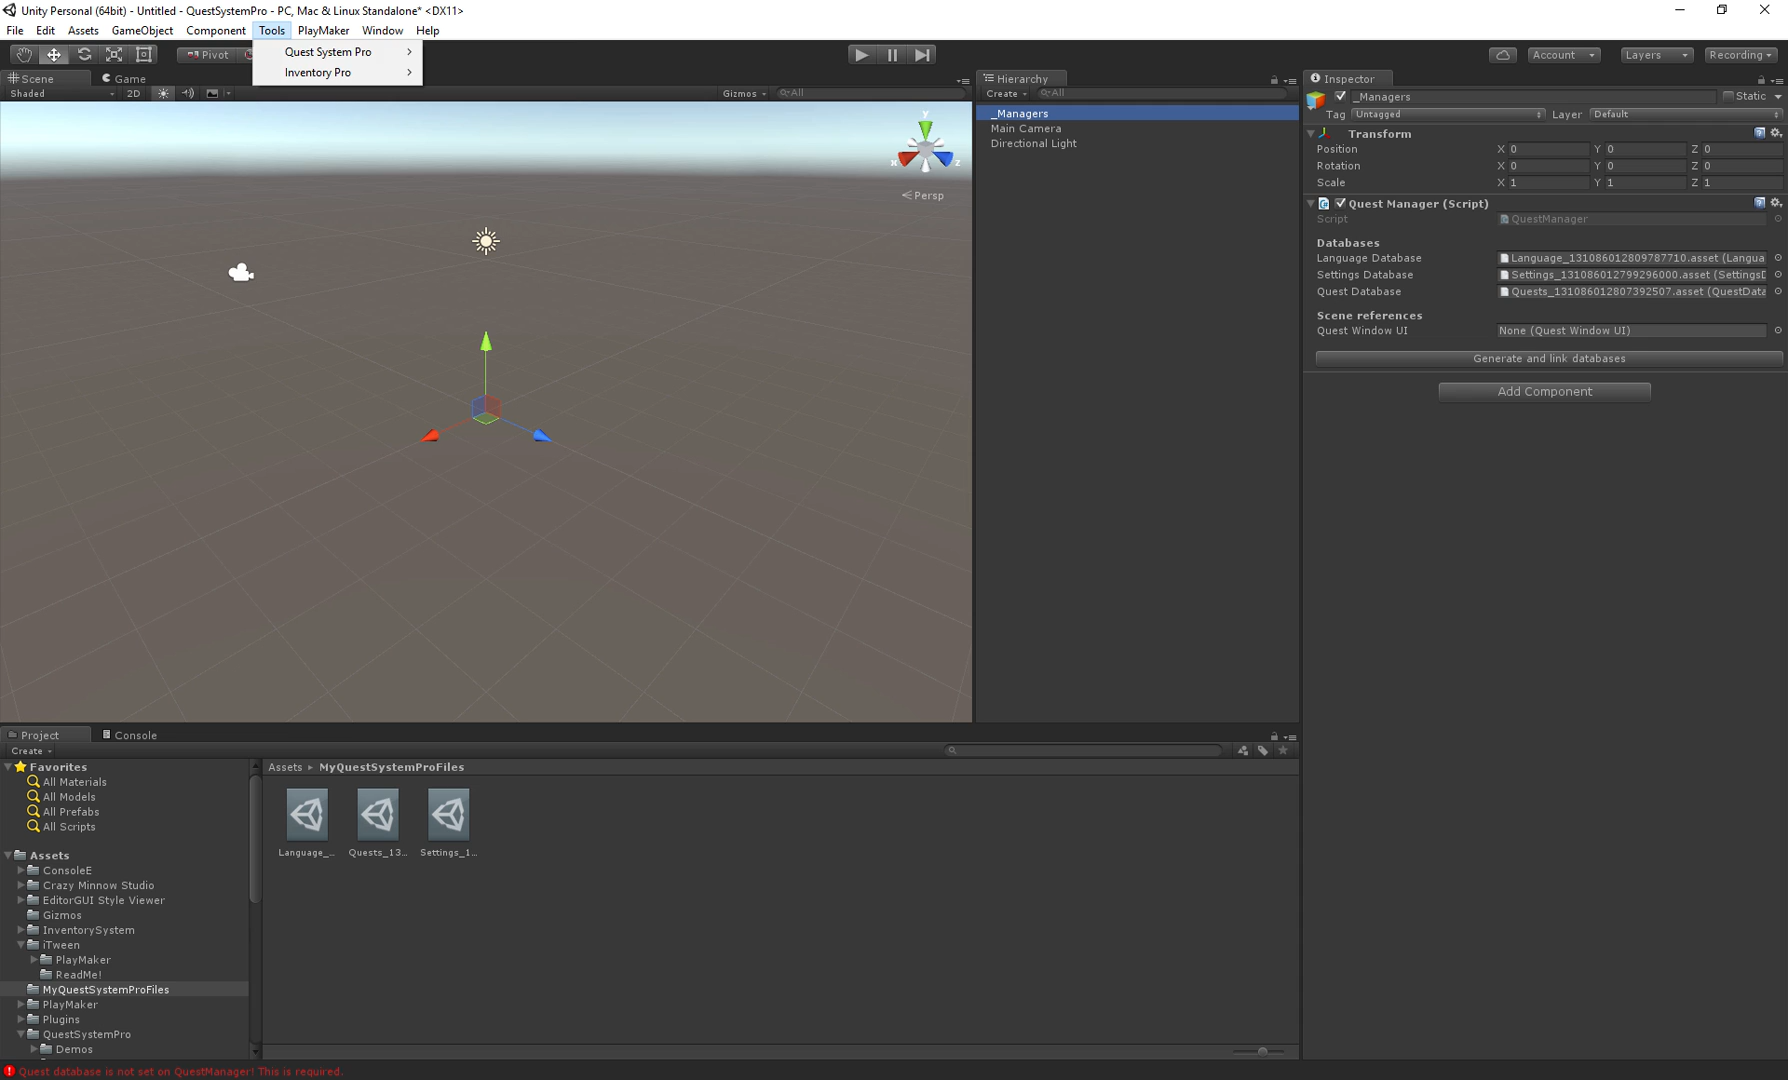 Unity Personal (64bit) - Untitled - QuestSystemPro - PC, Mac & Linux Standalone* <DX11>
File Edit Assets GameObject Component Tools PlayMaker Window Help
Quest System Pro
Inventory Pro
Pivot
Account
Layers
Recording
Scene
Game
Shaded
2D
Gizmos
All
y
x
z
Persp
Hierarchy
Create
All
_Managers
Main Camera
Directional Light
Inspector
_Managers
Static
Tag Untagged Layer Default
Transform
Position X 0 Y 0 Z 0
Rotation X 0 Y 0 Z 0
Scale X 1 Y 1 Z 1
Quest Manager (Script)
Script QuestManager
Databases
Language Database Language_131086012809787710.asset (Langua
Settings Database Settings_131086012799296000.asset (SettingsD
Quest Database Quests_131086012807392507.asset (QuestData
Scene references
Quest Window UI None (Quest Window UI)
Generate and link databases
Add Component
Project
Console
Create
Favorites
All Materials
All Models
All Prefabs
All Scripts
Assets
ConsoleE
Crazy Minnow Studio
EditorGUI Style Viewer
Gizmos
InventorySystem
iTween
PlayMaker
ReadMe!
MyQuestSystemProFiles
PlayMaker
Plugins
QuestSystemPro
Demos
Assets ▸ MyQuestSystemProFiles
Language_...
Quests_13...
Settings_1...
Quest database is not set on QuestManager! This is required.